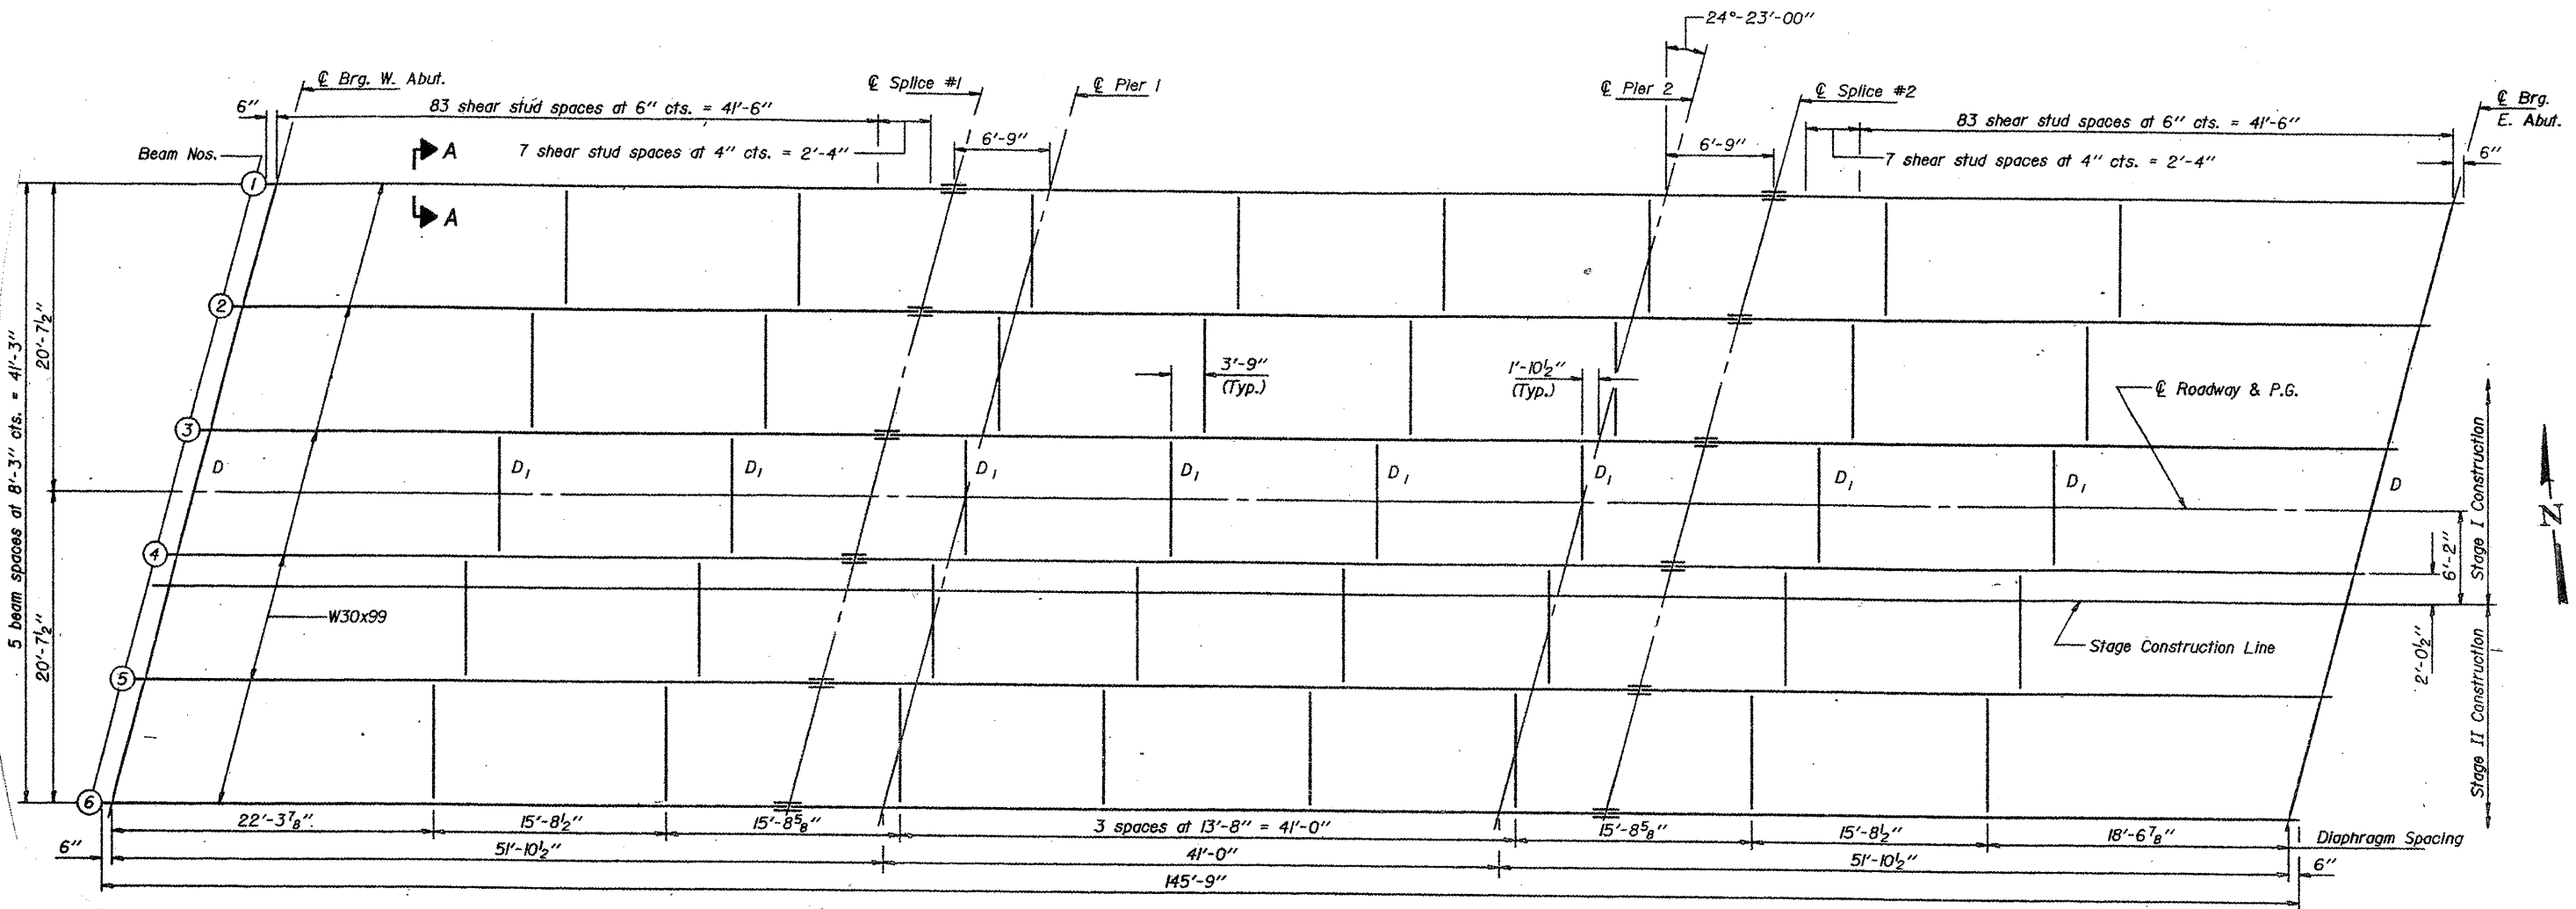 24°-23'-00"
℄ Brg. W. Abut.
℄ Splice #1
℄ Pier 1
℄ Pier 2
℄ Splice #2
℄ Brg.
E. Abut.
6"
83 shear stud spaces at 6" cts. = 41'-6"
83 shear stud spaces at 6" cts. = 41'-6"
Beam Nos.
A
7 shear stud spaces at 4" cts. = 2'-4"
6'-9"
6'-9"
7 shear stud spaces at 4" cts. = 2'-4"
6"
1
A
2
5 beam spaces at 8'-3" cts. = 41'-3"
20'-7½"
3'-9"
(Typ.)
1'-10½"
(Typ.)
℄ Roadway & P.G.
3
D
D1
D1
D1
D1
D1
D1
D1
D1
D
Stage I Construction
N
4
6'-2"
W30x99
20'-7½"
Stage Construction Line
2'-0½"
5
Stage II Construction
6
22'-3⅞"
15'-8½"
15'-8⅝"
3 spaces at 13'-8" = 41'-0"
15'-8⅝"
15'-8½"
18'-6⅞"
Diaphragm Spacing
6"
51'-10½"
41'-0"
51'-10½"
6"
145'-9"